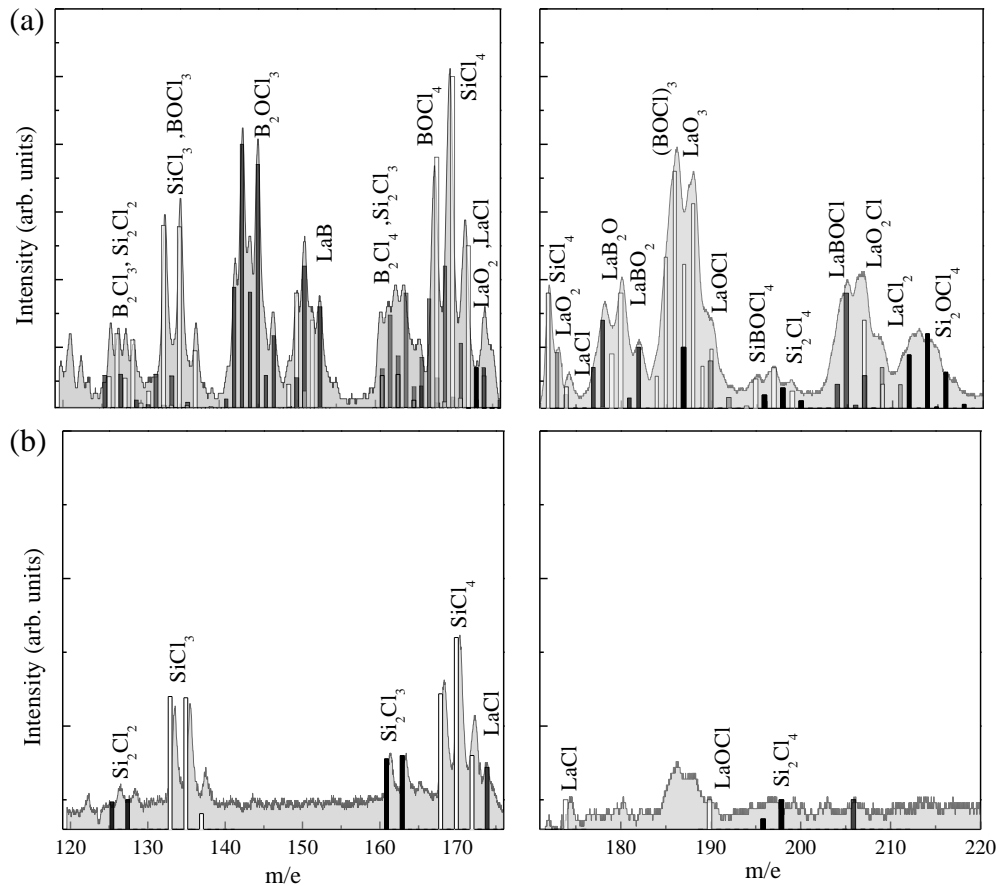 (a)
Intensity (arb. units)
B₂Cl₃, Si₂Cl₂
SiCl₃ ,BOCl₃
B₂OCl₃
LaB
B₂Cl₄ ,Si₂Cl₃
BOCl₄
SiCl₄
LaO₂ ,LaCl
SiCl₄
LaO₂
LaCl
LaB₂O
LaBO₂
(BOCl)₃
LaO₃
LaOCl
SiBOCl₄
Si₂Cl₄
LaBOCl
LaO₂Cl
LaCl₂
Si₂OCl₄
(b)
Intensity (arb. units)
Si₂Cl₂
SiCl₃
Si₂Cl₃
SiCl₄
LaCl
LaCl
LaOCl
Si₂Cl₄
120 130 140 150 160 170
180 190 200 210 220
m/e
m/e